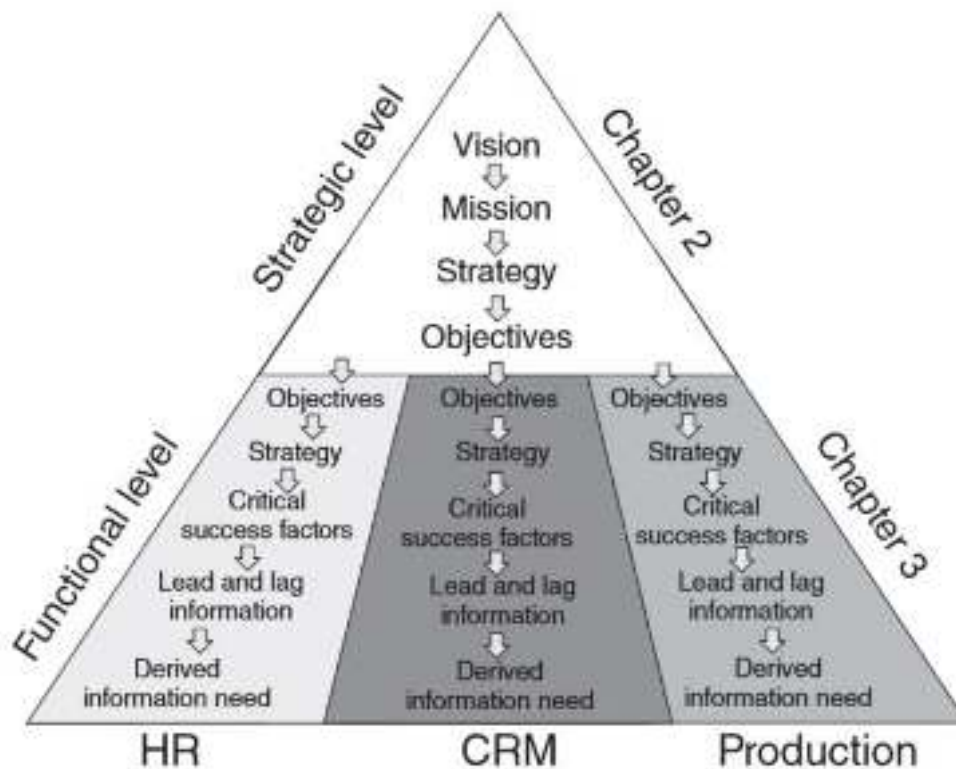 Strategic level
Chapter 2
Vision
Mission
Strategy
Objectives
Functional level
Chapter 3
Objectives
Strategy
Critical
success factors
Lead and lag
information
Derived
information need
Objectives
Strategy
Critical
success factors
Lead and lag
information
Derived
information need
Objectives
Strategy
Critical
success factors
Lead and lag
information
Derived
information need
HR
CRM
Production